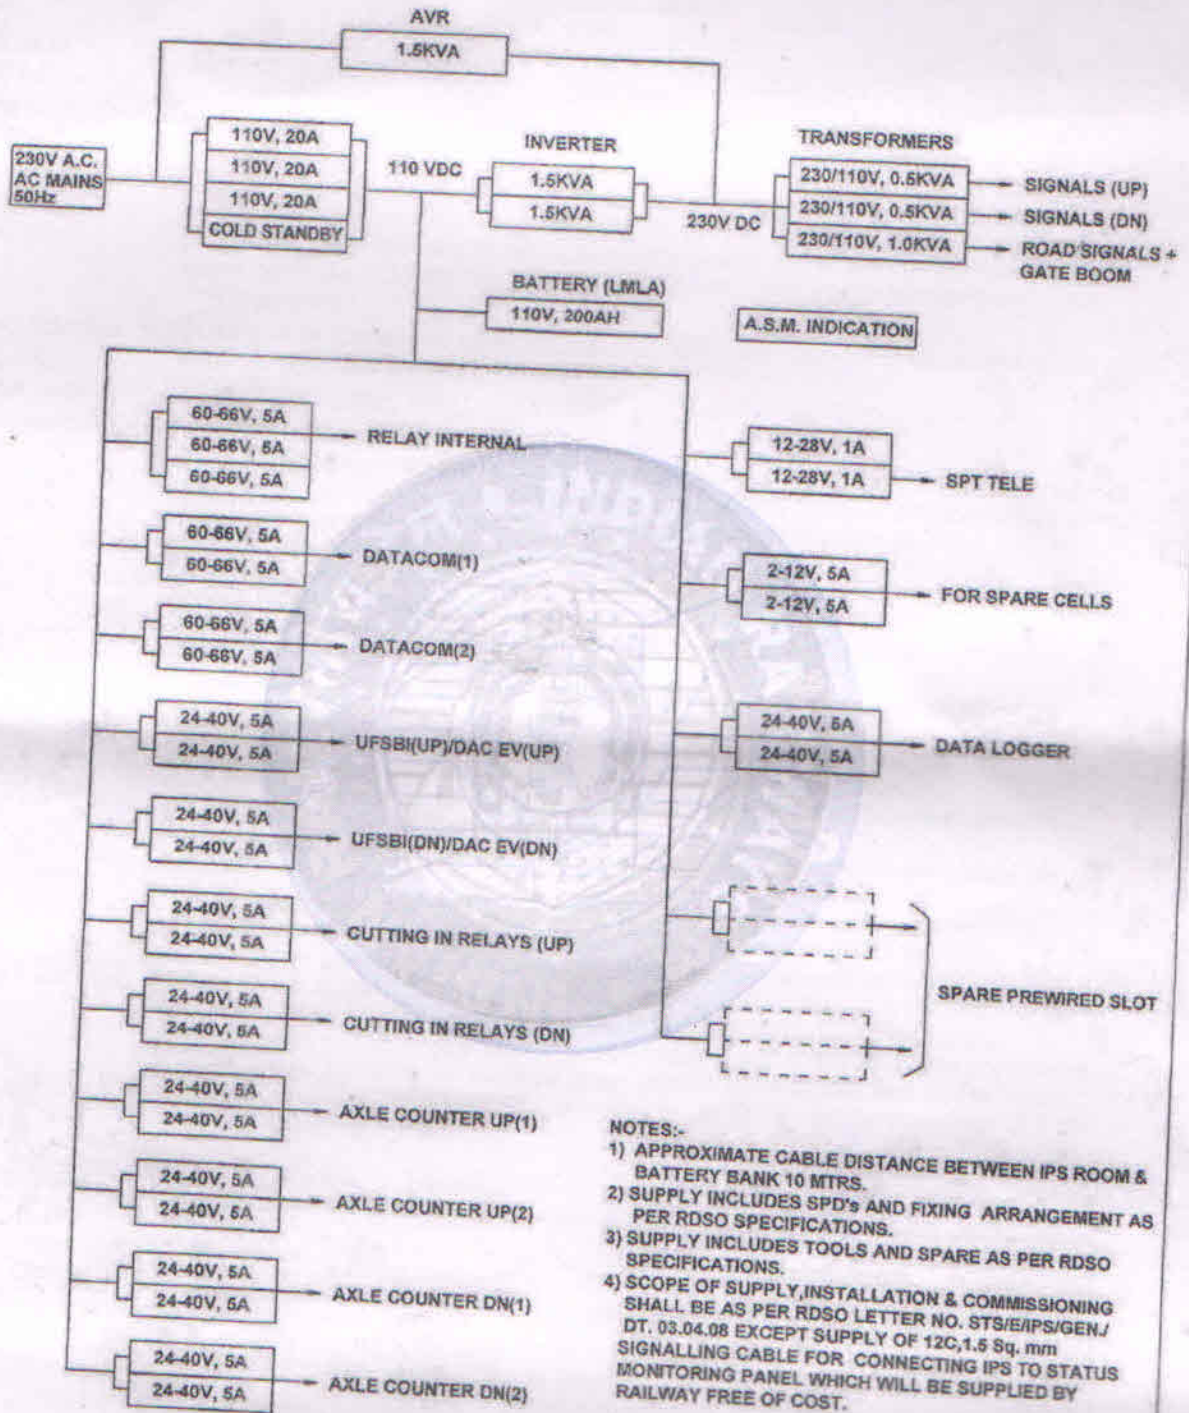 AVR
1.5KVA
230V A.C.
AC MAINS
50Hz
110V, 20A
110V, 20A
110V, 20A
COLD STANDBY
110 VDC
INVERTER
1.5KVA
1.5KVA
230V DC
TRANSFORMERS
230/110V, 0.5KVA
SIGNALS (UP)
230/110V, 0.5KVA
SIGNALS (DN)
230/110V, 1.0KVA
ROAD SIGNALS +
GATE BOOM
BATTERY (LMLA)
110V, 200AH
A.S.M. INDICATION
60-66V, 5A
60-66V, 5A
60-66V, 5A
RELAY INTERNAL
60-66V, 5A
60-66V, 5A
DATACOM(1)
60-66V, 5A
60-66V, 5A
DATACOM(2)
24-40V, 5A
24-40V, 5A
UFSBI(UP)/DAC EV(UP)
24-40V, 5A
24-40V, 5A
UFSBI(DN)/DAC EV(DN)
24-40V, 5A
24-40V, 5A
CUTTING IN RELAYS (UP)
24-40V, 5A
24-40V, 5A
CUTTING IN RELAYS (DN)
24-40V, 5A
24-40V, 5A
AXLE COUNTER UP(1)
24-40V, 5A
24-40V, 5A
AXLE COUNTER UP(2)
24-40V, 5A
24-40V, 5A
AXLE COUNTER DN(1)
24-40V, 5A
24-40V, 5A
AXLE COUNTER DN(2)
12-28V, 1A
12-28V, 1A
SPT TELE
2-12V, 5A
2-12V, 5A
FOR SPARE CELLS
24-40V, 5A
24-40V, 5A
DATA LOGGER
SPARE PREWIRED SLOT
NOTES:-
1) APPROXIMATE CABLE DISTANCE BETWEEN IPS ROOM &
BATTERY BANK 10 MTRS.
2) SUPPLY INCLUDES SPD's AND FIXING ARRANGEMENT AS
PER RDSO SPECIFICATIONS.
3) SUPPLY INCLUDES TOOLS AND SPARE AS PER RDSO
SPECIFICATIONS.
4) SCOPE OF SUPPLY,INSTALLATION & COMMISSIONING
SHALL BE AS PER RDSO LETTER NO. STS/E/IPS/GEN./
DT. 03.04.08 EXCEPT SUPPLY OF 12C,1.5 Sq. mm
SIGNALLING CABLE FOR CONNECTING IPS TO STATUS
MONITORING PANEL WHICH WILL BE SUPPLIED BY
RAILWAY FREE OF COST.